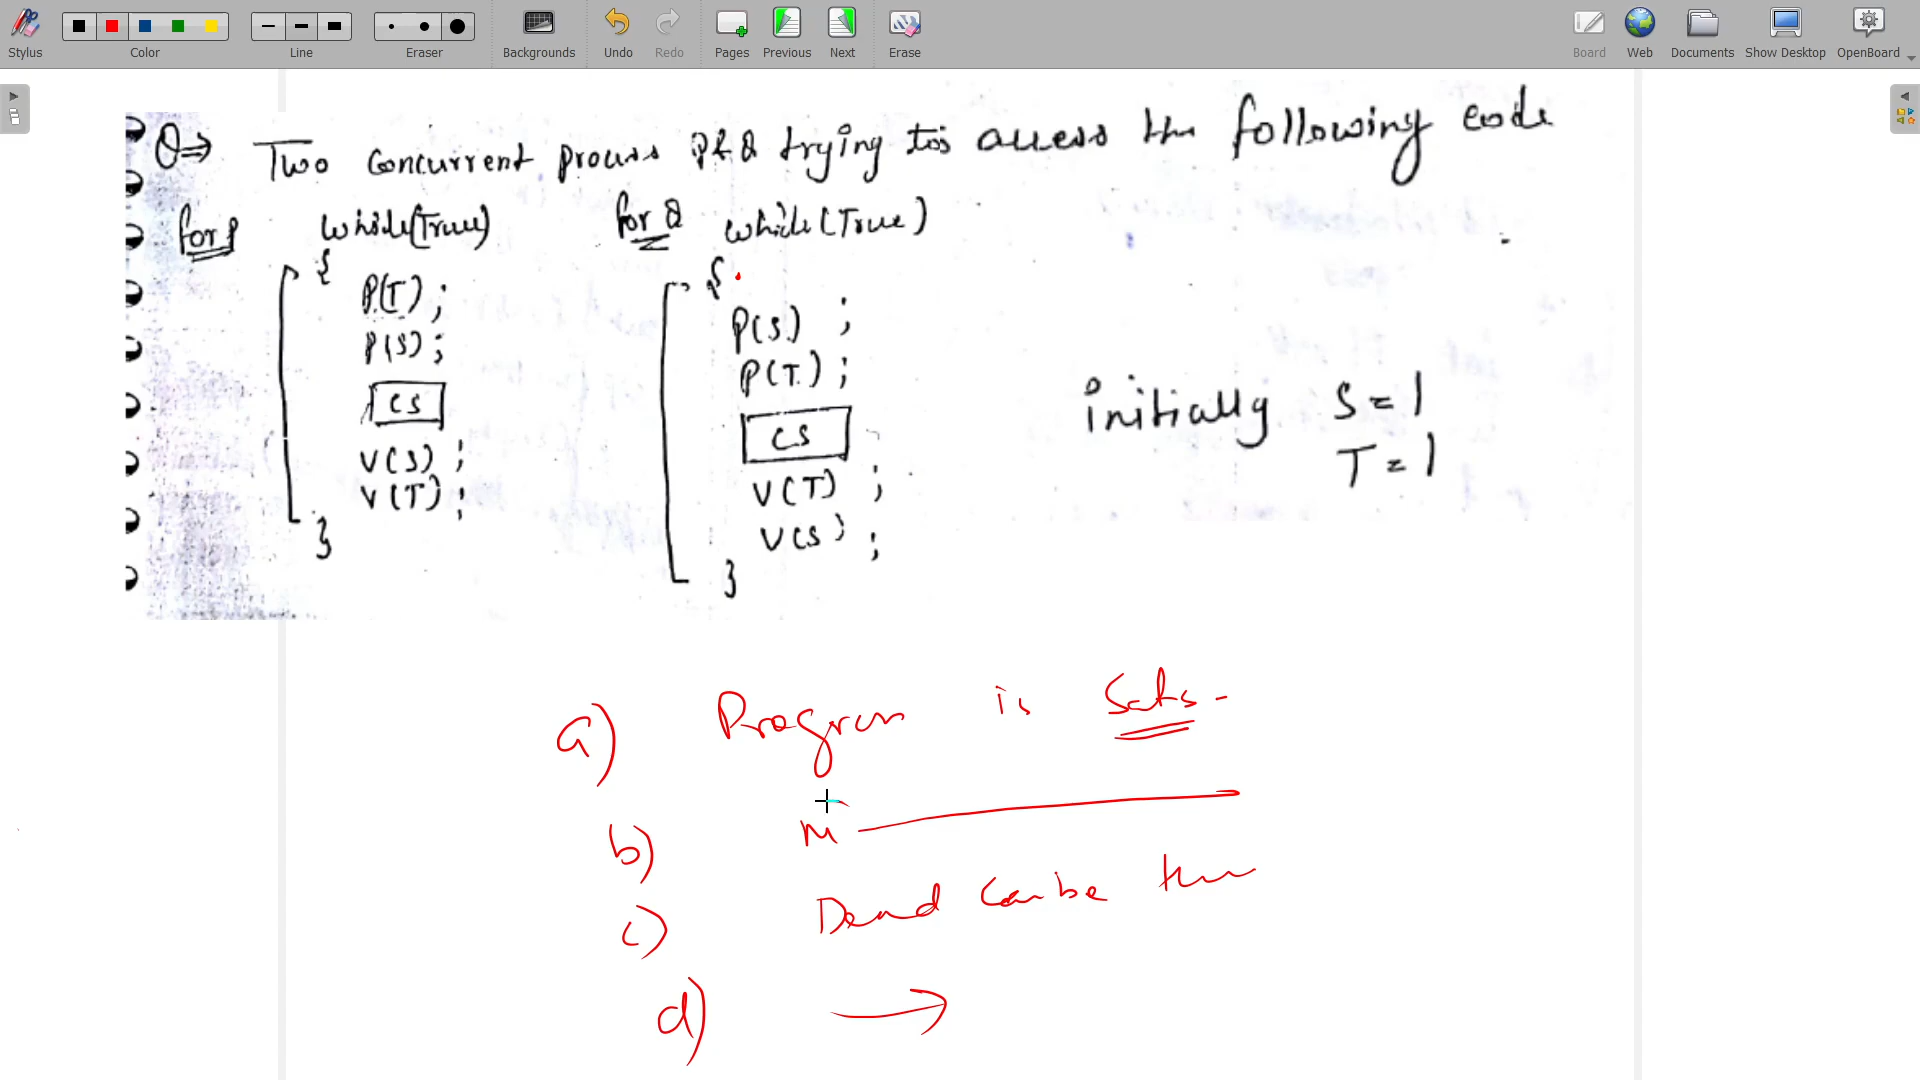 Stylus Color Line Eraser Backgrounds Undo Redo Pages Previous Next Erase Board Web Documents Show Desktop OpenBoard
Q⇒ Two concurrent process P & Q trying to access the following code
for P while(True) for Q while(True)
{ {
P(T); P(S);
P(S); P(T);
CS CS
V(S); V(T);
V(T); V(S);
} }
initially S=1
T=1
a) Program is
b) M
c) Dead can be
d) →